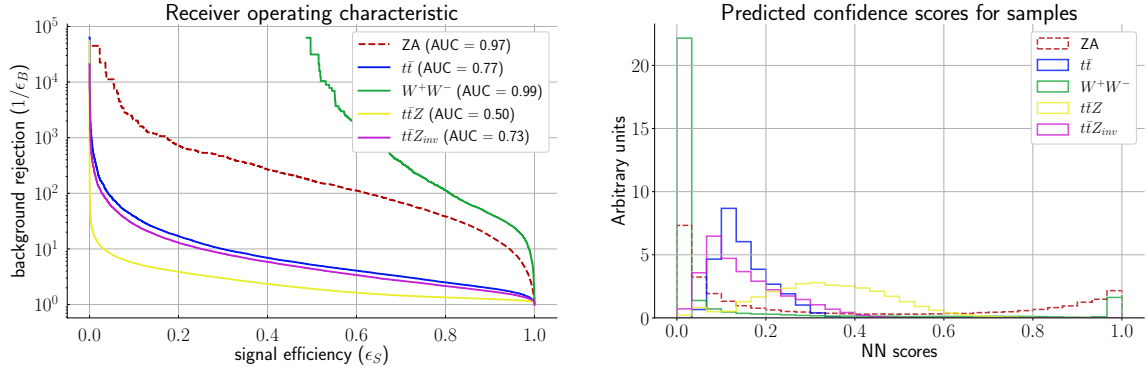 Receiver operating characteristic
background rejection (1/ϵ_B)
10^5
10^4
10^3
10^2
10^1
10^0
ZA (AUC = 0.97)
tt̄ (AUC = 0.77)
W^+W^− (AUC = 0.99)
tt̄Z (AUC = 0.50)
tt̄Z_inv (AUC = 0.73)
0.0 0.2 0.4 0.6 0.8 1.0
signal efficiency (ϵ_S)
Predicted confidence scores for samples
Arbitrary units
20
15
10
5
0
ZA
tt̄
W^+W^−
tt̄Z
tt̄Z_inv
0.0 0.2 0.4 0.6 0.8 1.0
NN scores